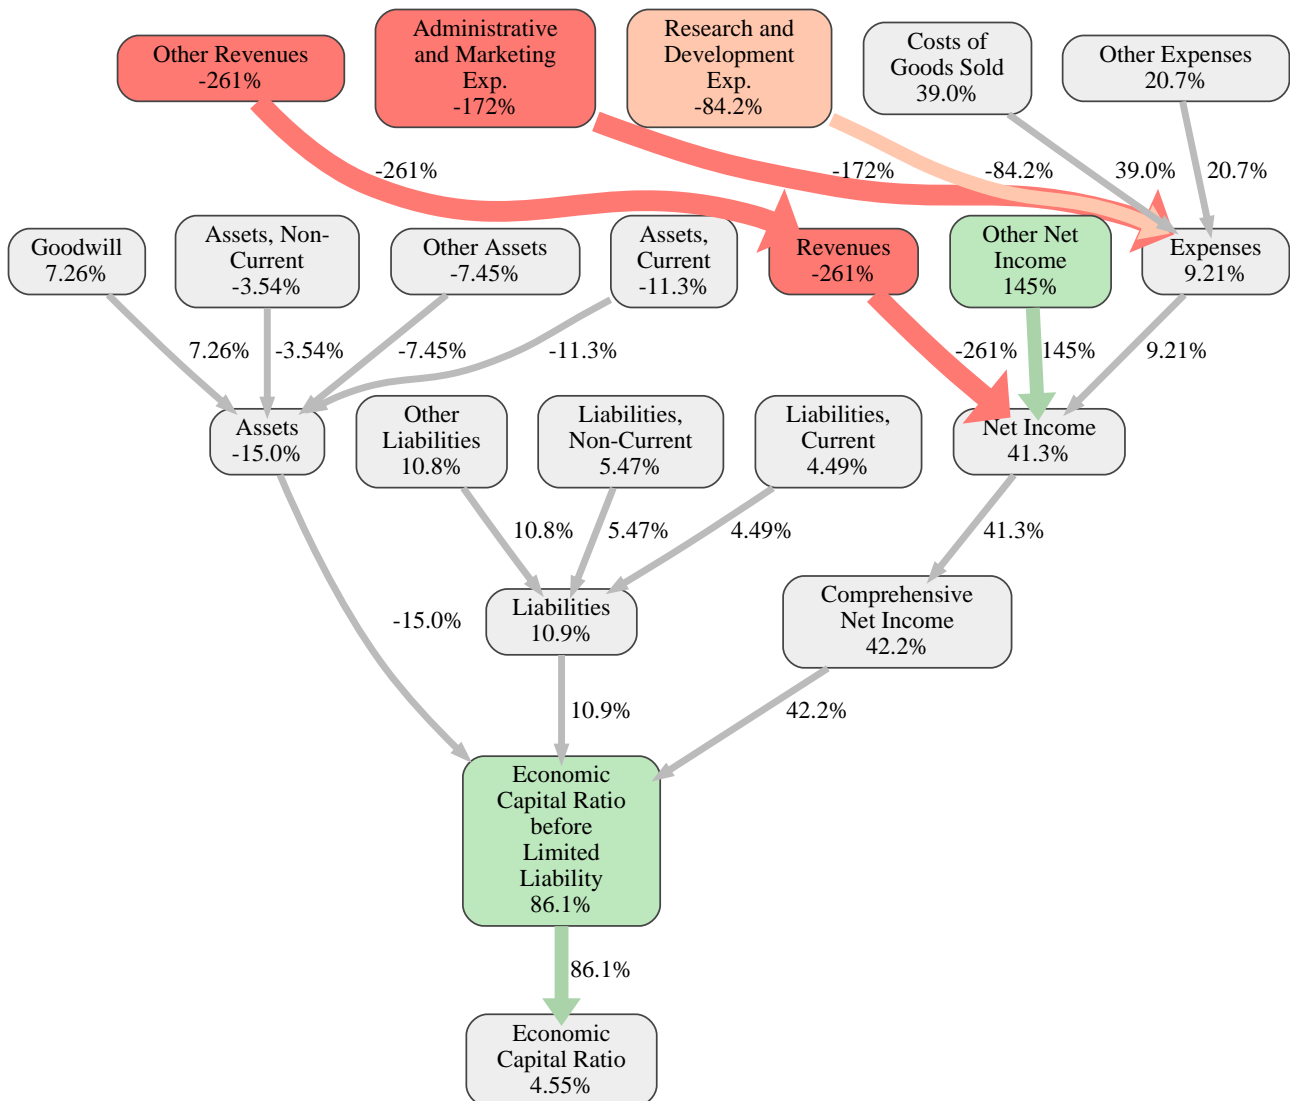 Other Revenues
-261%
Administrative
and Marketing
Exp.
-172%
Research and
Development
Exp.
-84.2%
Costs of
Goods Sold
39.0%
Other Expenses
20.7%
-261%
-172%
-84.2%
39.0%
20.7%
Goodwill
7.26%
Assets, Non-
Current
-3.54%
Other Assets
-7.45%
Assets,
Current
-11.3%
Revenues
-261%
Other Net
Income
145%
Expenses
9.21%
7.26%
-3.54%
-7.45%
-11.3%
-261%
145%
9.21%
Assets
-15.0%
Other
Liabilities
10.8%
Liabilities,
Non-Current
5.47%
Liabilities,
Current
4.49%
Net Income
41.3%
10.8%
5.47%
4.49%
41.3%
-15.0%
Liabilities
10.9%
Comprehensive
Net Income
42.2%
10.9%
42.2%
Economic
Capital Ratio
before
Limited
Liability
86.1%
86.1%
Economic
Capital Ratio
4.55%